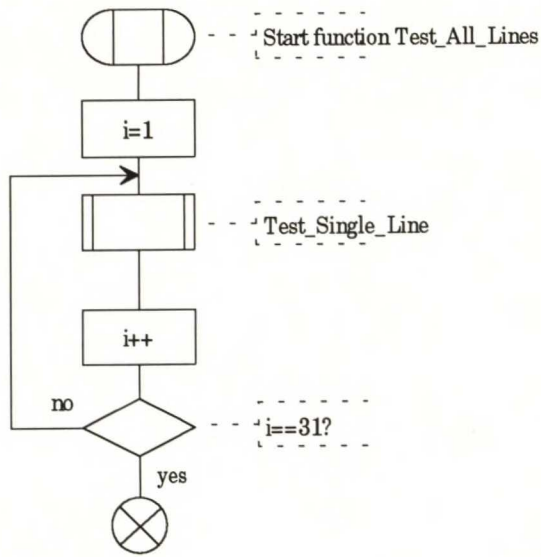 Start function Test_All_Lines
i=1
Test_Single_Line
i++
no
i==31?
yes